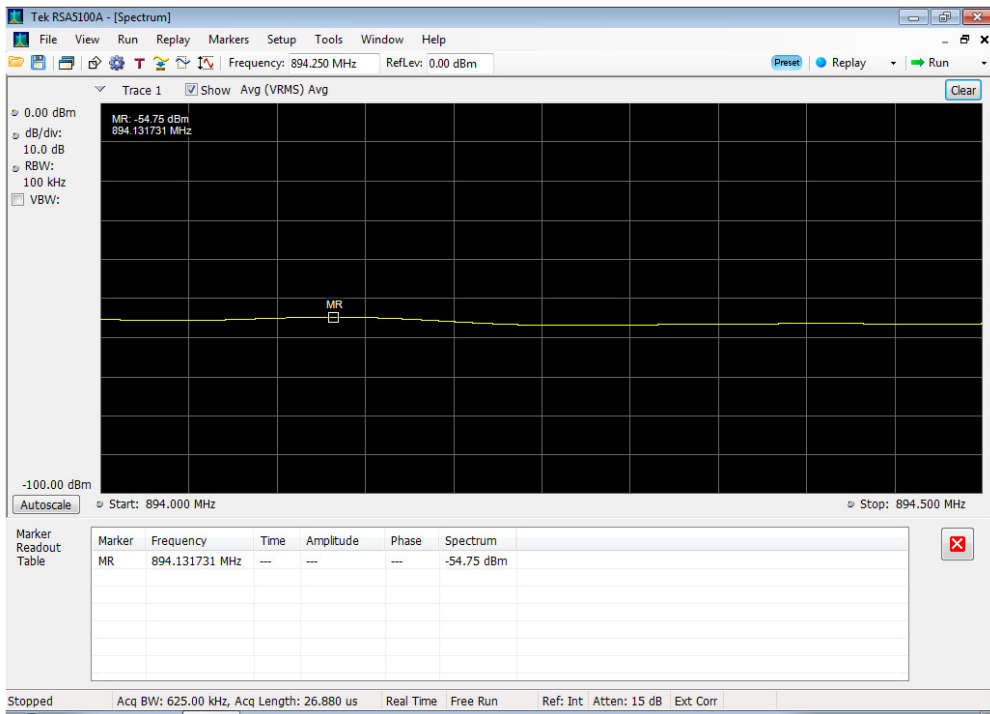 Tek RSA5100A - [Spectrum]
File View Run Replay Markers Setup Tools Window Help
T Frequency: 894.250 MHz RefLev: 0.00 dBm Preset Replay Run
Trace 1 Show Avg (VRMS) Avg Clear
0.00 dBm
dB/div:
10.0 dB
RBW:
100 kHz
VBW:
MR: -54.75 dBm
894.131731 MHz
MR
-100.00 dBm
Autoscale Start: 894.000 MHz Stop: 894.500 MHz
Marker
Readout
Table
Marker Frequency Time Amplitude Phase Spectrum
MR 894.131731 MHz --- --- --- -54.75 dBm
Stopped Acq BW: 625.00 kHz, Acq Length: 26.880 us Real Time Free Run Ref: Int Atten: 15 dB Ext Corr